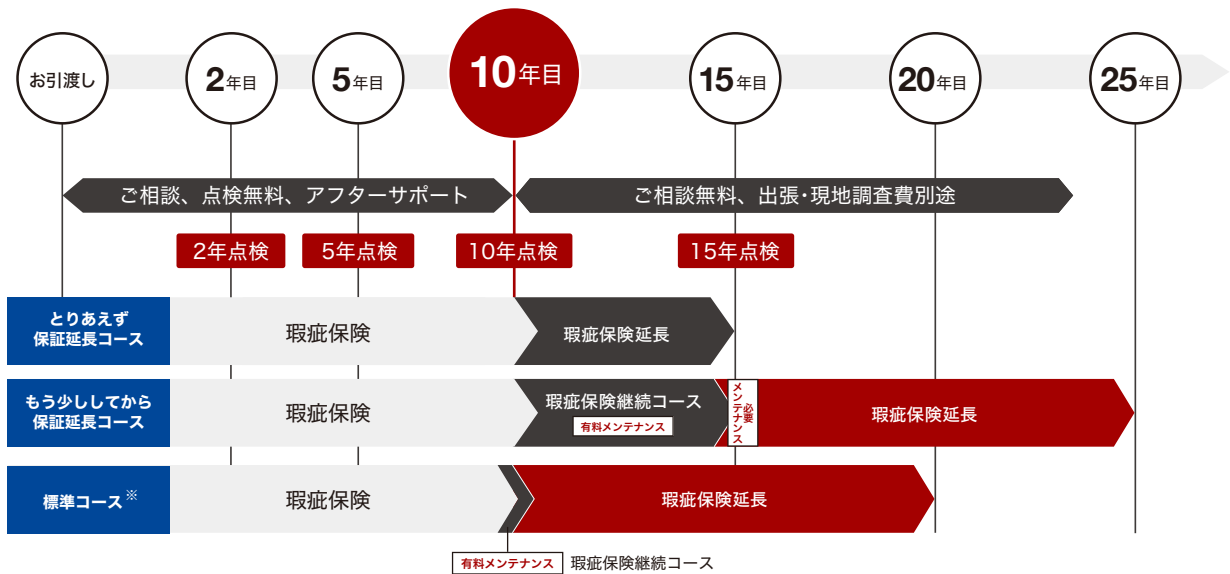 お引渡し
2年目
5年目
10年目
15年目
20年目
25年目
ご相談、点検無料、アフターサポート
ご相談無料、出張・現地調査費別途
2年点検
5年点検
10年点検
15年点検
とりあえず
保証延長コース
瑕疵保険
瑕疵保険延長
もう少ししてから
保証延長コース
瑕疵保険
瑕疵保険継続コース
有料メンテナンス
メンテナンス
必要
瑕疵保険延長
標準コース※
瑕疵保険
瑕疵保険延長
有料メンテナンス 瑕疵保険継続コース